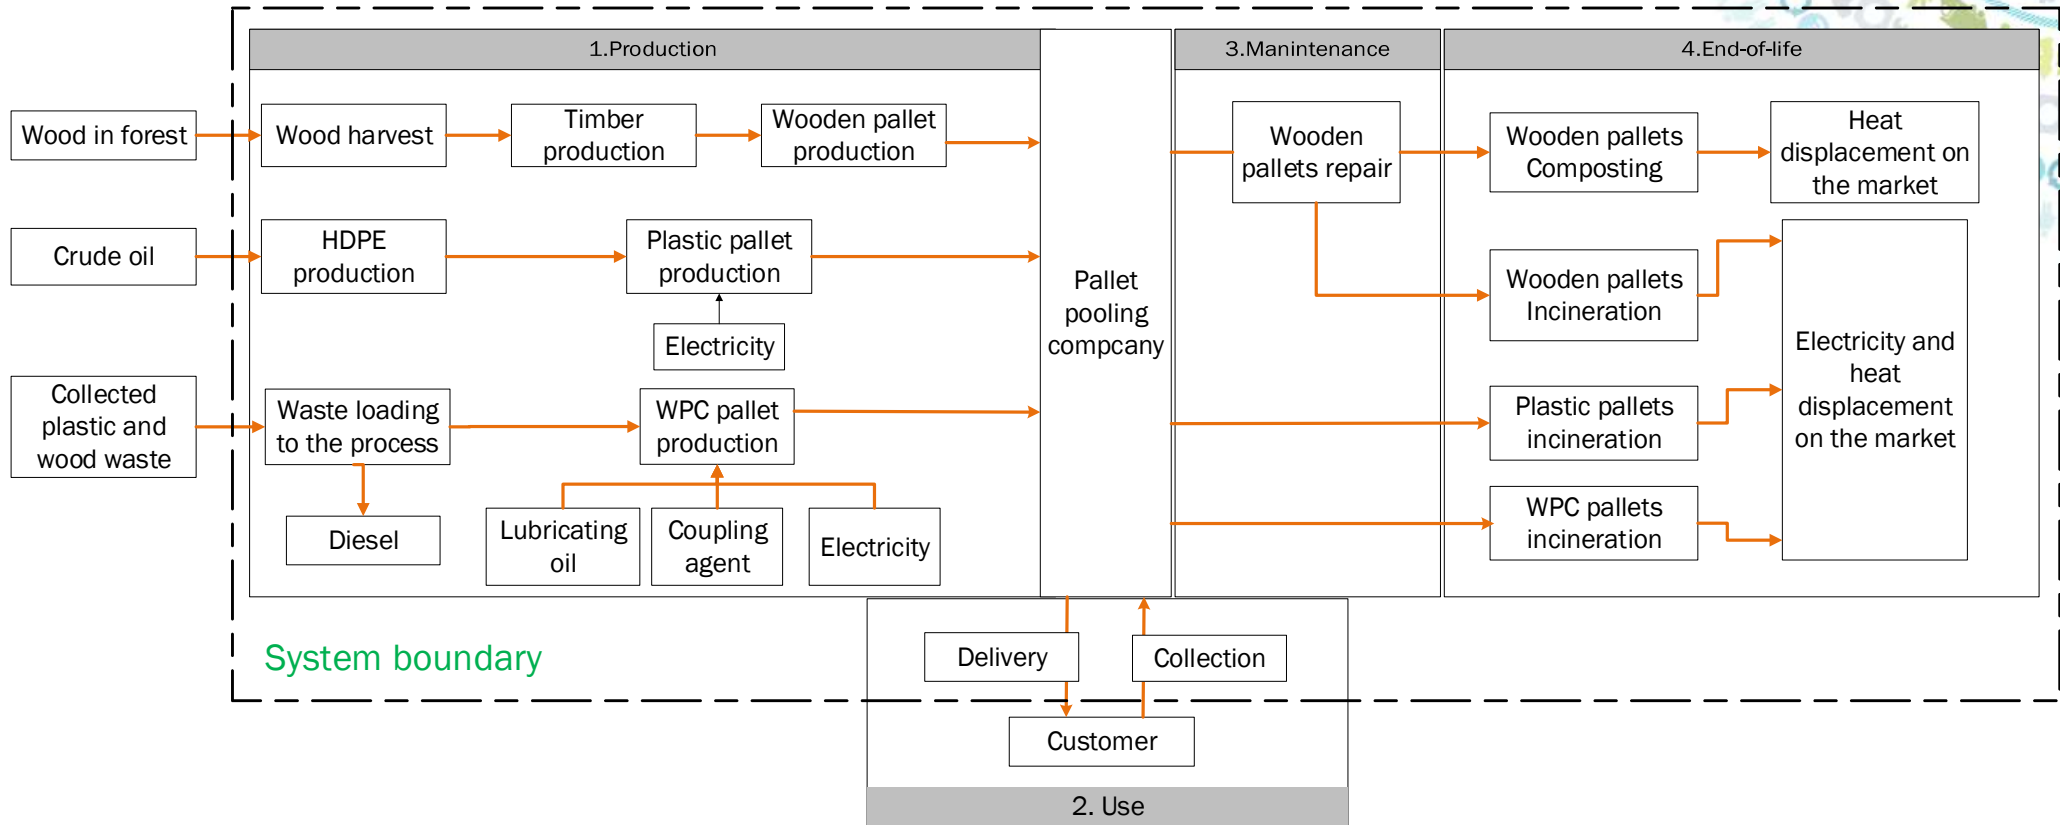 1.Production
3.Manintenance
4.End-of-life
Wood in forest
Wood harvest
Timber
production
Wooden pallet
production
Wooden
pallets repair
Wooden pallets
Composting
Heat
displacement on
the market
Crude oil
HDPE
production
Plastic pallet
production
Electricity
Pallet
pooling
compcany
Wooden pallets
Incineration
Electricity and
heat
displacement
on the market
Collected
plastic and
wood waste
Waste loading
to the process
WPC pallet
production
Plastic pallets
incineration
Diesel
Lubricating
oil
Coupling
agent
Electricity
WPC pallets
incineration
System boundary
Delivery
Collection
Customer
2. Use